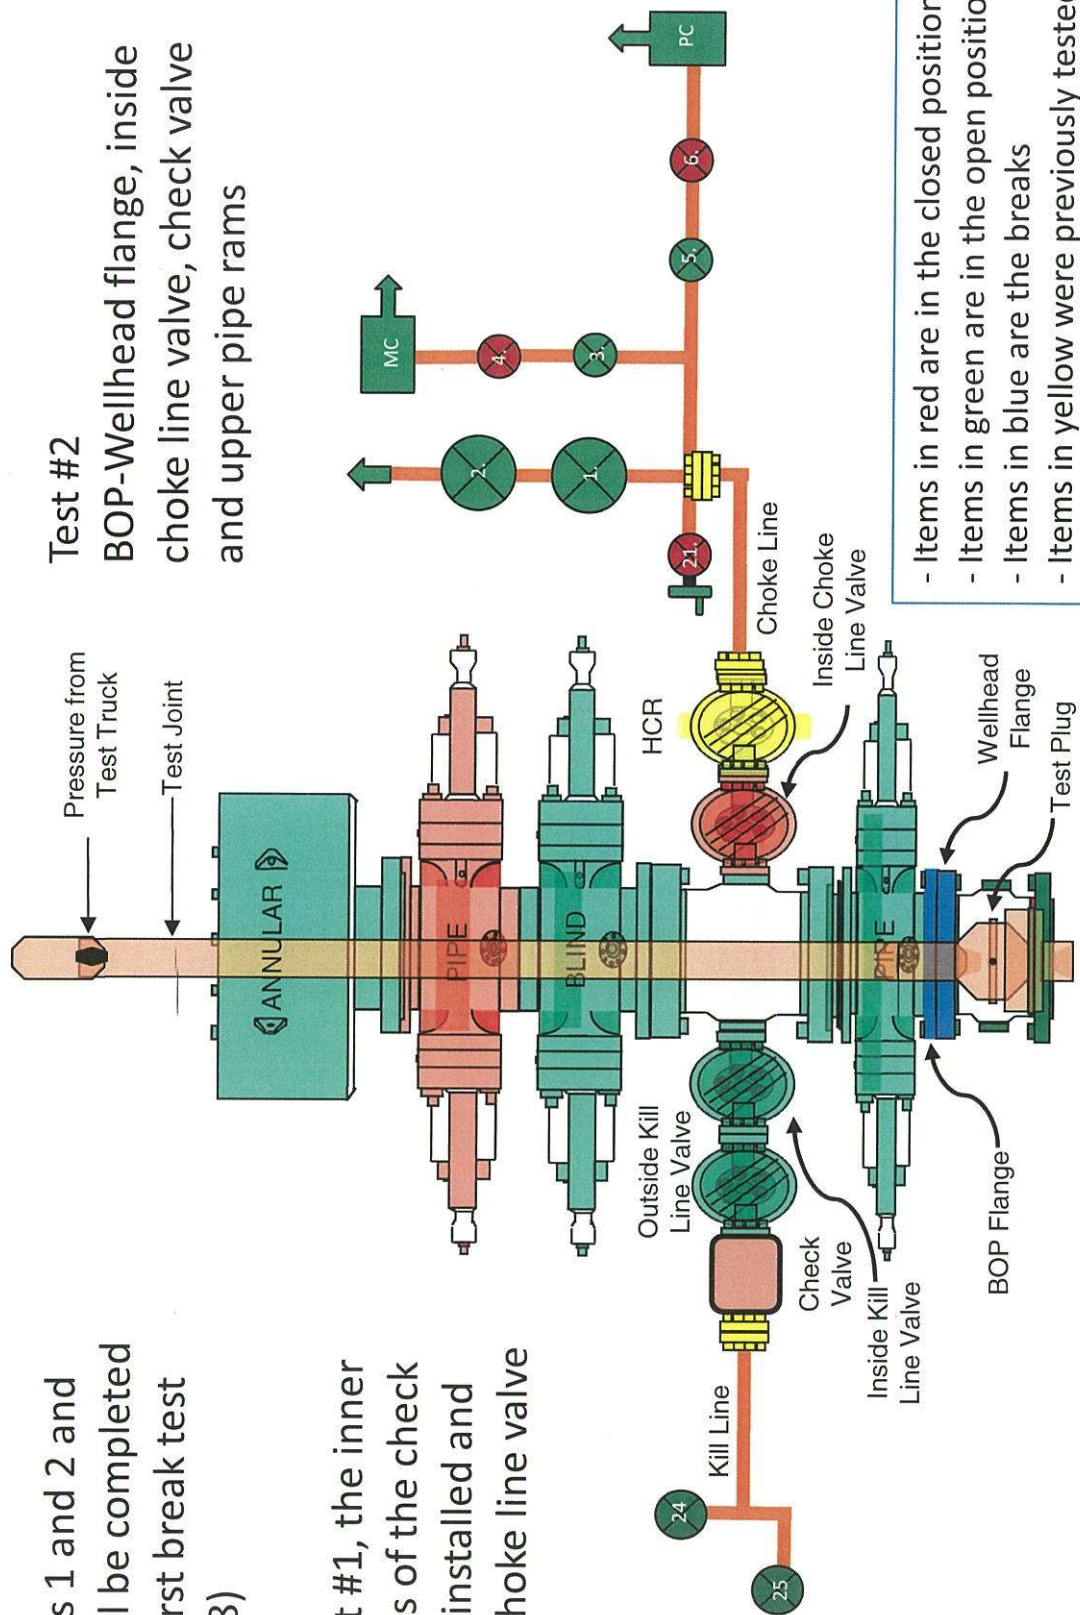 s 1 and 2 and
l be completed
rst break test
3)
t #1, the inner
s of the check
installed and
hoke line valve
Test #2
BOP-Wellhead flange, inside
choke line valve, check valve
and upper pipe rams
Pressure from
Test Truck
Test Joint
ANNULAR
PIPE
BLIND
PIPE
MC
PC
1.
2.
3.
4.
5.
6.
21.
24
25
Outside Kill
Line Valve
HCR
Choke Line
Inside Choke
Line Valve
Kill Line
Check
Valve
Inside Kill
Line Valve
BOP Flange
Wellhead
Flange
Test Plug
- Items in red are in the closed position
- Items in green are in the open positio
- Items in blue are the breaks
- Items in yellow were previously tested